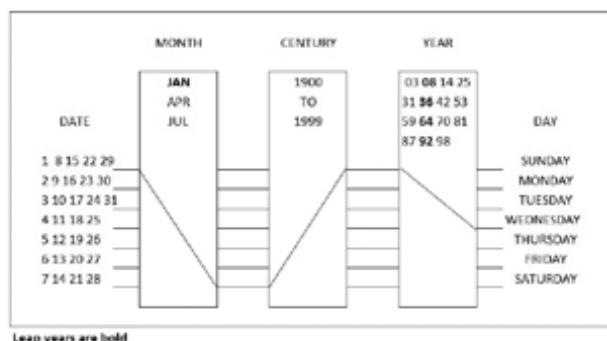 MONTH CENTURY YEAR
JAN
APR
JUL
1900
TO
1999
03 08 14 25
31 36 42 53
59 64 70 81
87 92 98
DATE
1 8 15 22 29
2 9 16 23 30
3 10 17 24 31
4 11 18 25
5 12 19 26
6 13 20 27
7 14 21 28
DAY
SUNDAY
MONDAY
TUESDAY
WEDNESDAY
THURSDAY
FRIDAY
SATURDAY
Leap years are bold